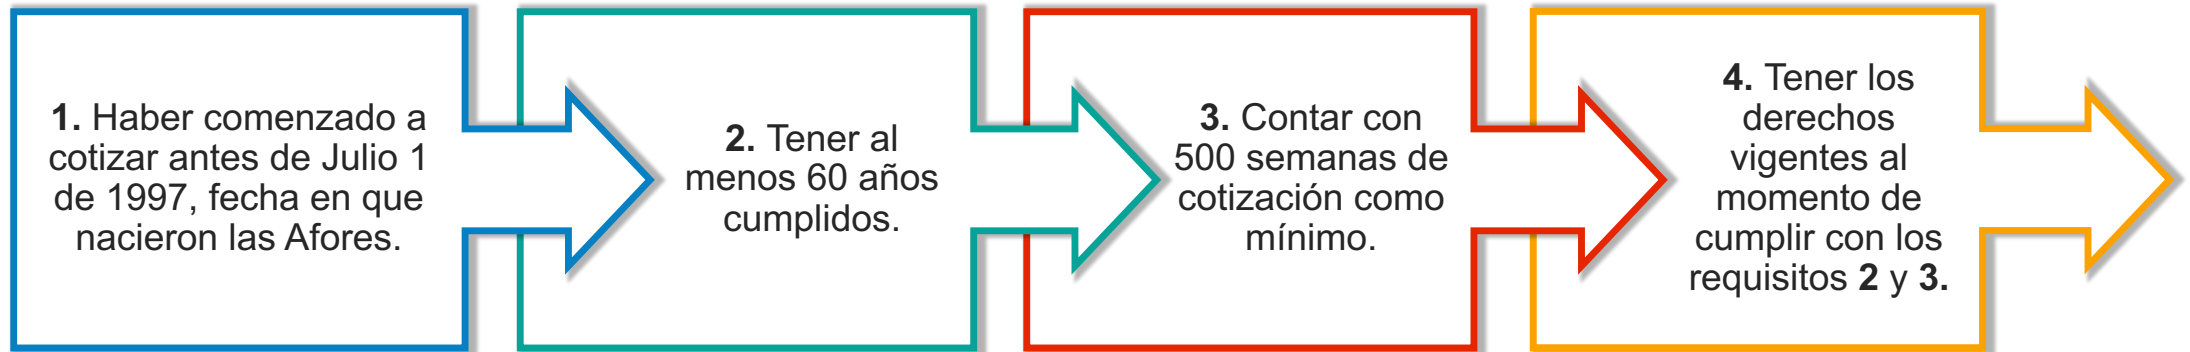 1. Haber comenzado a
cotizar antes de Julio 1
de 1997, fecha en que
nacieron las Afores.
2. Tener al
menos 60 años
cumplidos.
3. Contar con
500 semanas de
cotización como
mínimo.
4. Tener los
derechos
vigentes al
momento de
cumplir con los
requisitos 2 y 3.